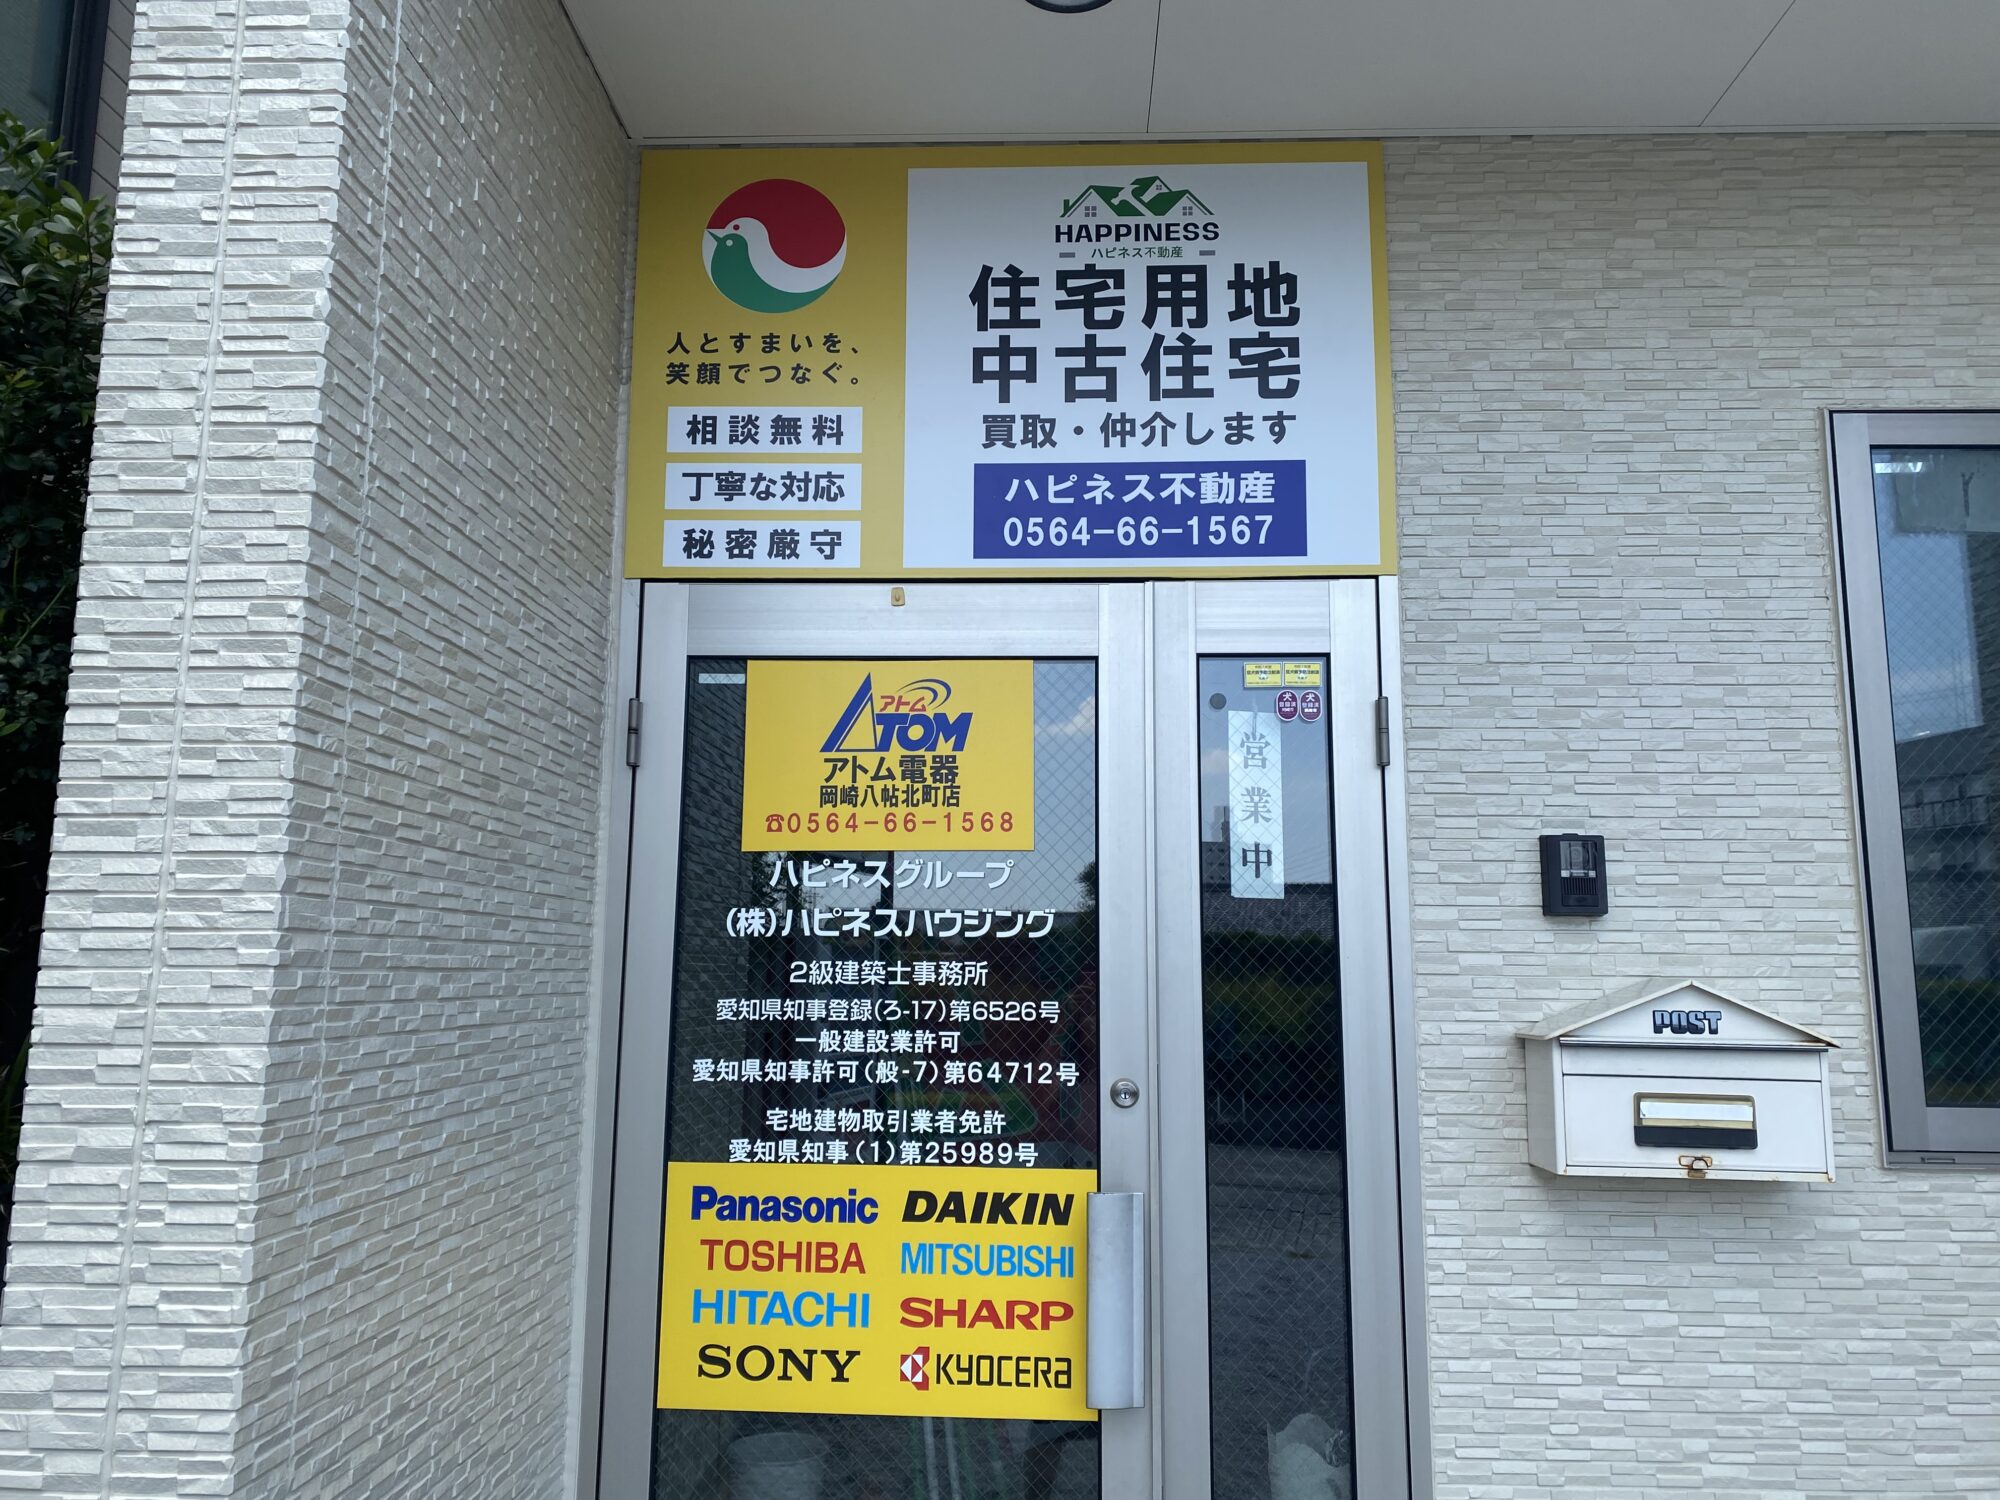 HAPPINESS
ハピネス不動産
住宅用地
中古住宅
買取・仲介します
ハピネス不動産
0564-66-1567
人とすまいを、
笑顔でつなぐ。
相談無料
丁寧な対応
秘密厳守
アトム
ATOM
アトム電器
岡崎八帖北町店
☎0564-66-1568
ハピネスグループ
(株)ハピネスハウジング
2級建築士事務所
愛知県知事登録(ろ-17)第6526号
一般建設業許可
愛知県知事許可(般-7)第64712号
宅地建物取引業者免許
愛知県知事(1)第25989号
Panasonic DAIKIN
TOSHIBA MITSUBISHI
HITACHI SHARP
SONY KYOCERA
犬 犬
営業中
POST